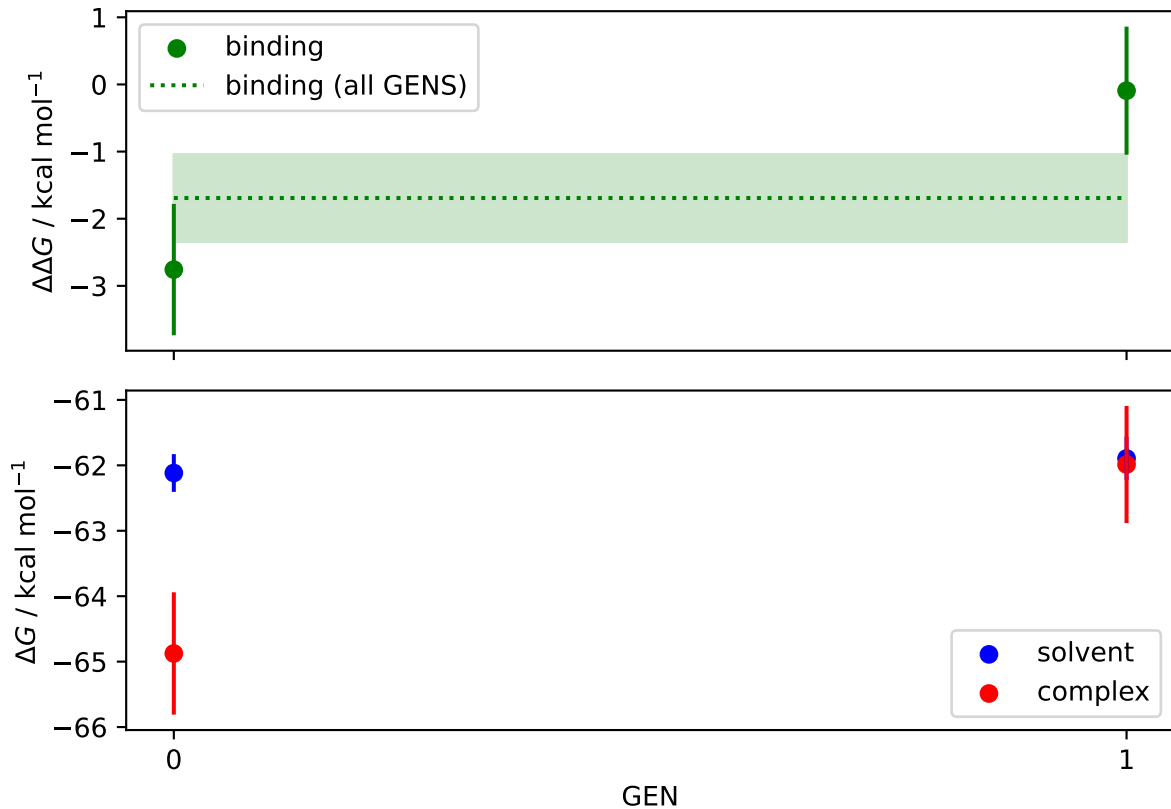 1
0
−1
−2
−3
ΔΔG / kcal mol⁻¹
binding
binding (all GENS)
−61
−62
−63
−64
−65
−66
ΔG / kcal mol⁻¹
solvent
complex
0
1
GEN